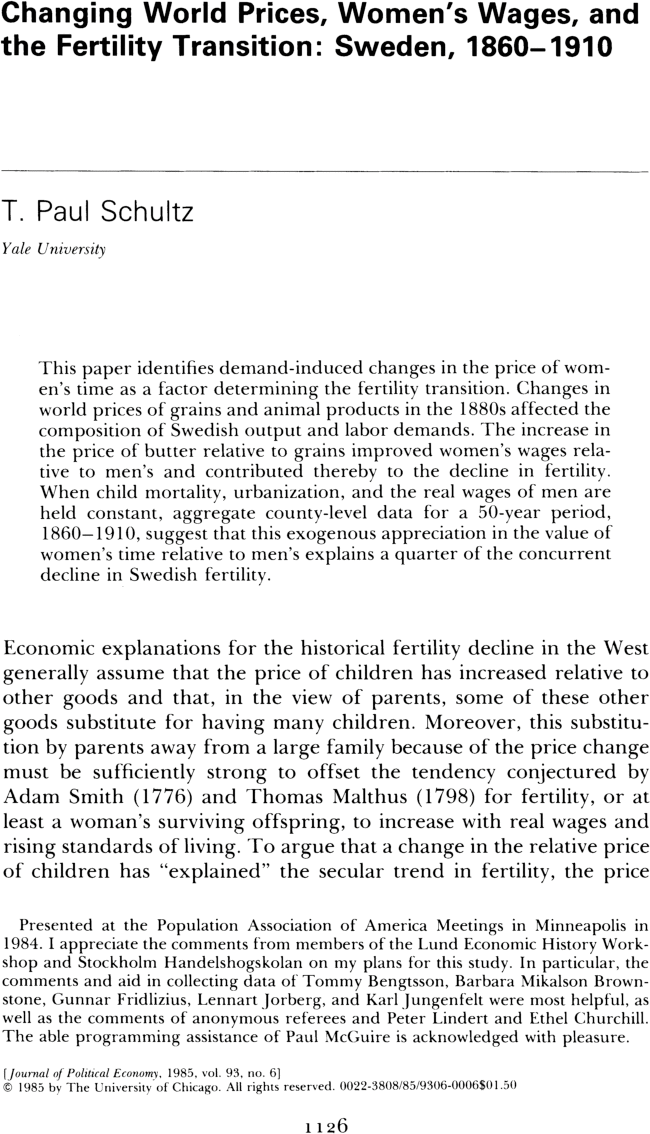 Changing World Prices, Women's Wages, and
the Fertility Transition: Sweden, 1860–1910
T. Paul Schultz
Yale University
This paper identifies demand-induced changes in the price of wom-
en's time as a factor determining the fertility transition. Changes in
world prices of grains and animal products in the 1880s affected the
composition of Swedish output and labor demands. The increase in
the price of butter relative to grains improved women's wages rela-
tive to men's and contributed thereby to the decline in fertility.
When child mortality, urbanization, and the real wages of men are
held constant, aggregate county-level data for a 50-year period,
1860–1910, suggest that this exogenous appreciation in the value of
women's time relative to men's explains a quarter of the concurrent
decline in Swedish fertility.
Economic explanations for the historical fertility decline in the West
generally assume that the price of children has increased relative to
other goods and that, in the view of parents, some of these other
goods substitute for having many children. Moreover, this substitu-
tion by parents away from a large family because of the price change
must be sufficiently strong to offset the tendency conjectured by
Adam Smith (1776) and Thomas Malthus (1798) for fertility, or at
least a woman's surviving offspring, to increase with real wages and
rising standards of living. To argue that a change in the relative price
of children has "explained" the secular trend in fertility, the price
Presented at the Population Association of America Meetings in Minneapolis in
1984. I appreciate the comments from members of the Lund Economic History Work-
shop and Stockholm Handelshogskolan on my plans for this study. In particular, the
comments and aid in collecting data of Tommy Bengtsson, Barbara Mikalson Brown-
stone, Gunnar Fridlizius, Lennart Jorberg, and Karl Jungenfelt were most helpful, as
well as the comments of anonymous referees and Peter Lindert and Ethel Churchill.
The able programming assistance of Paul McGuire is acknowledged with pleasure.
[Journal of Political Economy, 1985, vol. 93, no. 6]
© 1985 by The University of Chicago. All rights reserved. 0022-3808/85/9306-0006$01.50
1126